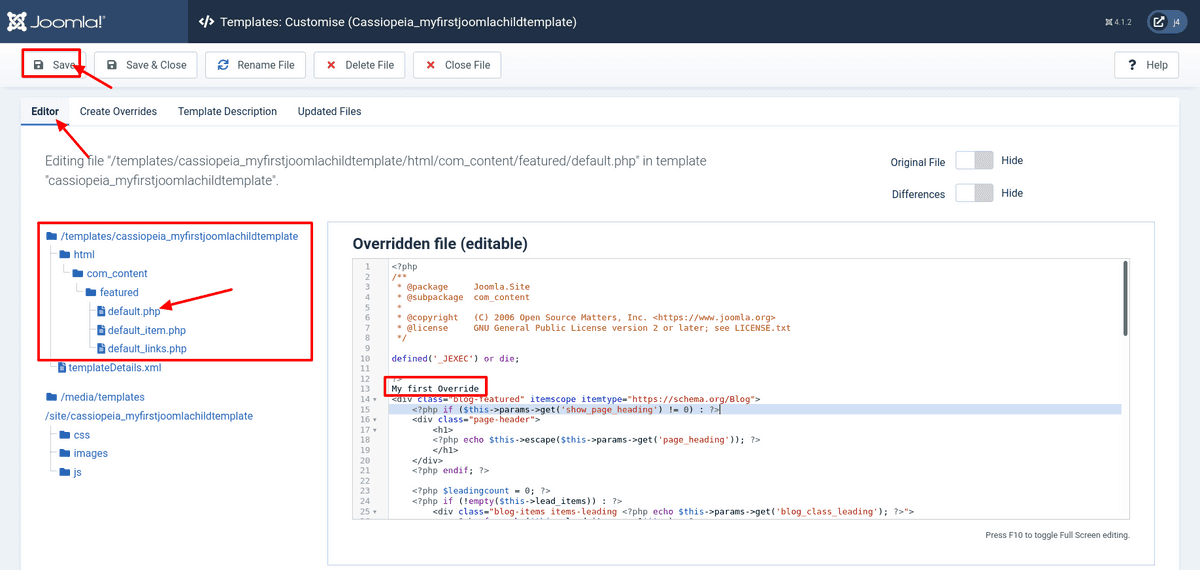 Joomla!®
Templates: Customise (Cassiopeia_myfirstjoomlachildtemplate)
4.1.2
j4
Save
Save & Close
Rename File
Delete File
Close File
? Help
Editor
Create Overrides
Template Description
Updated Files
Editing file "/templates/cassiopeia_myfirstjoomlachildtemplate/html/com_content/featured/default.php" in template
"cassiopeia_myfirstjoomlachildtemplate".
Original File
Hide
Differences
Hide
/templates/cassiopeia_myfirstjoomlachildtemplate
html
com_content
featured
default.php
default_item.php
default_links.php
templateDetails.xml
/media/templates
/site/cassiopeia_myfirstjoomlachildtemplate
css
images
js
Overridden file (editable)
1 <?php
2 /**
3 * @package Joomla.Site
4 * @subpackage com_content
5 *
6 * @copyright (C) 2006 Open Source Matters, Inc. <https://www.joomla.org>
7 * @license GNU General Public License version 2 or later; see LICENSE.txt
8 */
9
10 defined('_JEXEC') or die;
11
12 ?>
13 My first Override
14 <div class="blog-featured" itemscope itemtype="https://schema.org/Blog">
15 <?php if ($this->params->get('show_page_heading') != 0) : ?>
16 <div class="page-header">
17 <h1>
18 <?php echo $this->escape($this->params->get('page_heading')); ?>
19 </h1>
20 </div>
21 <?php endif; ?>
22
23 <?php $leadingcount = 0; ?>
24 <?php if (!empty($this->lead_items)) : ?>
25 <div class="blog-items items-leading <?php echo $this->params->get('blog_class_leading'); ?>">
Press F10 to toggle Full Screen editing.